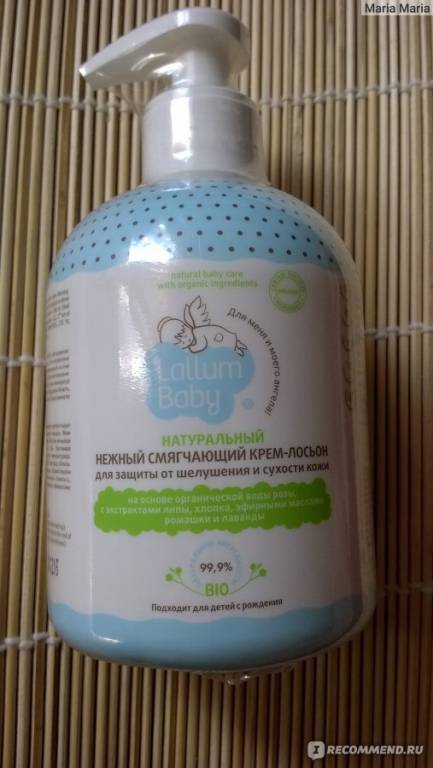 Maria Maria
natural baby care
with organic ingredients
Для меня и моего ангела!
Lallum
Baby
НАТУРАЛЬНЫЙ
НЕЖНЫЙ СМЯГЧАЮЩИЙ КРЕМ-ЛОСЬОН
для защиты от шелушения и сухости кожи
на основе органической воды розы,
с экстрактами липы, хлопка, эфирными маслами
ромашки и лаванды
99,9%
BIO
Подходит для детей с рождения
IRECOMMEND.RU